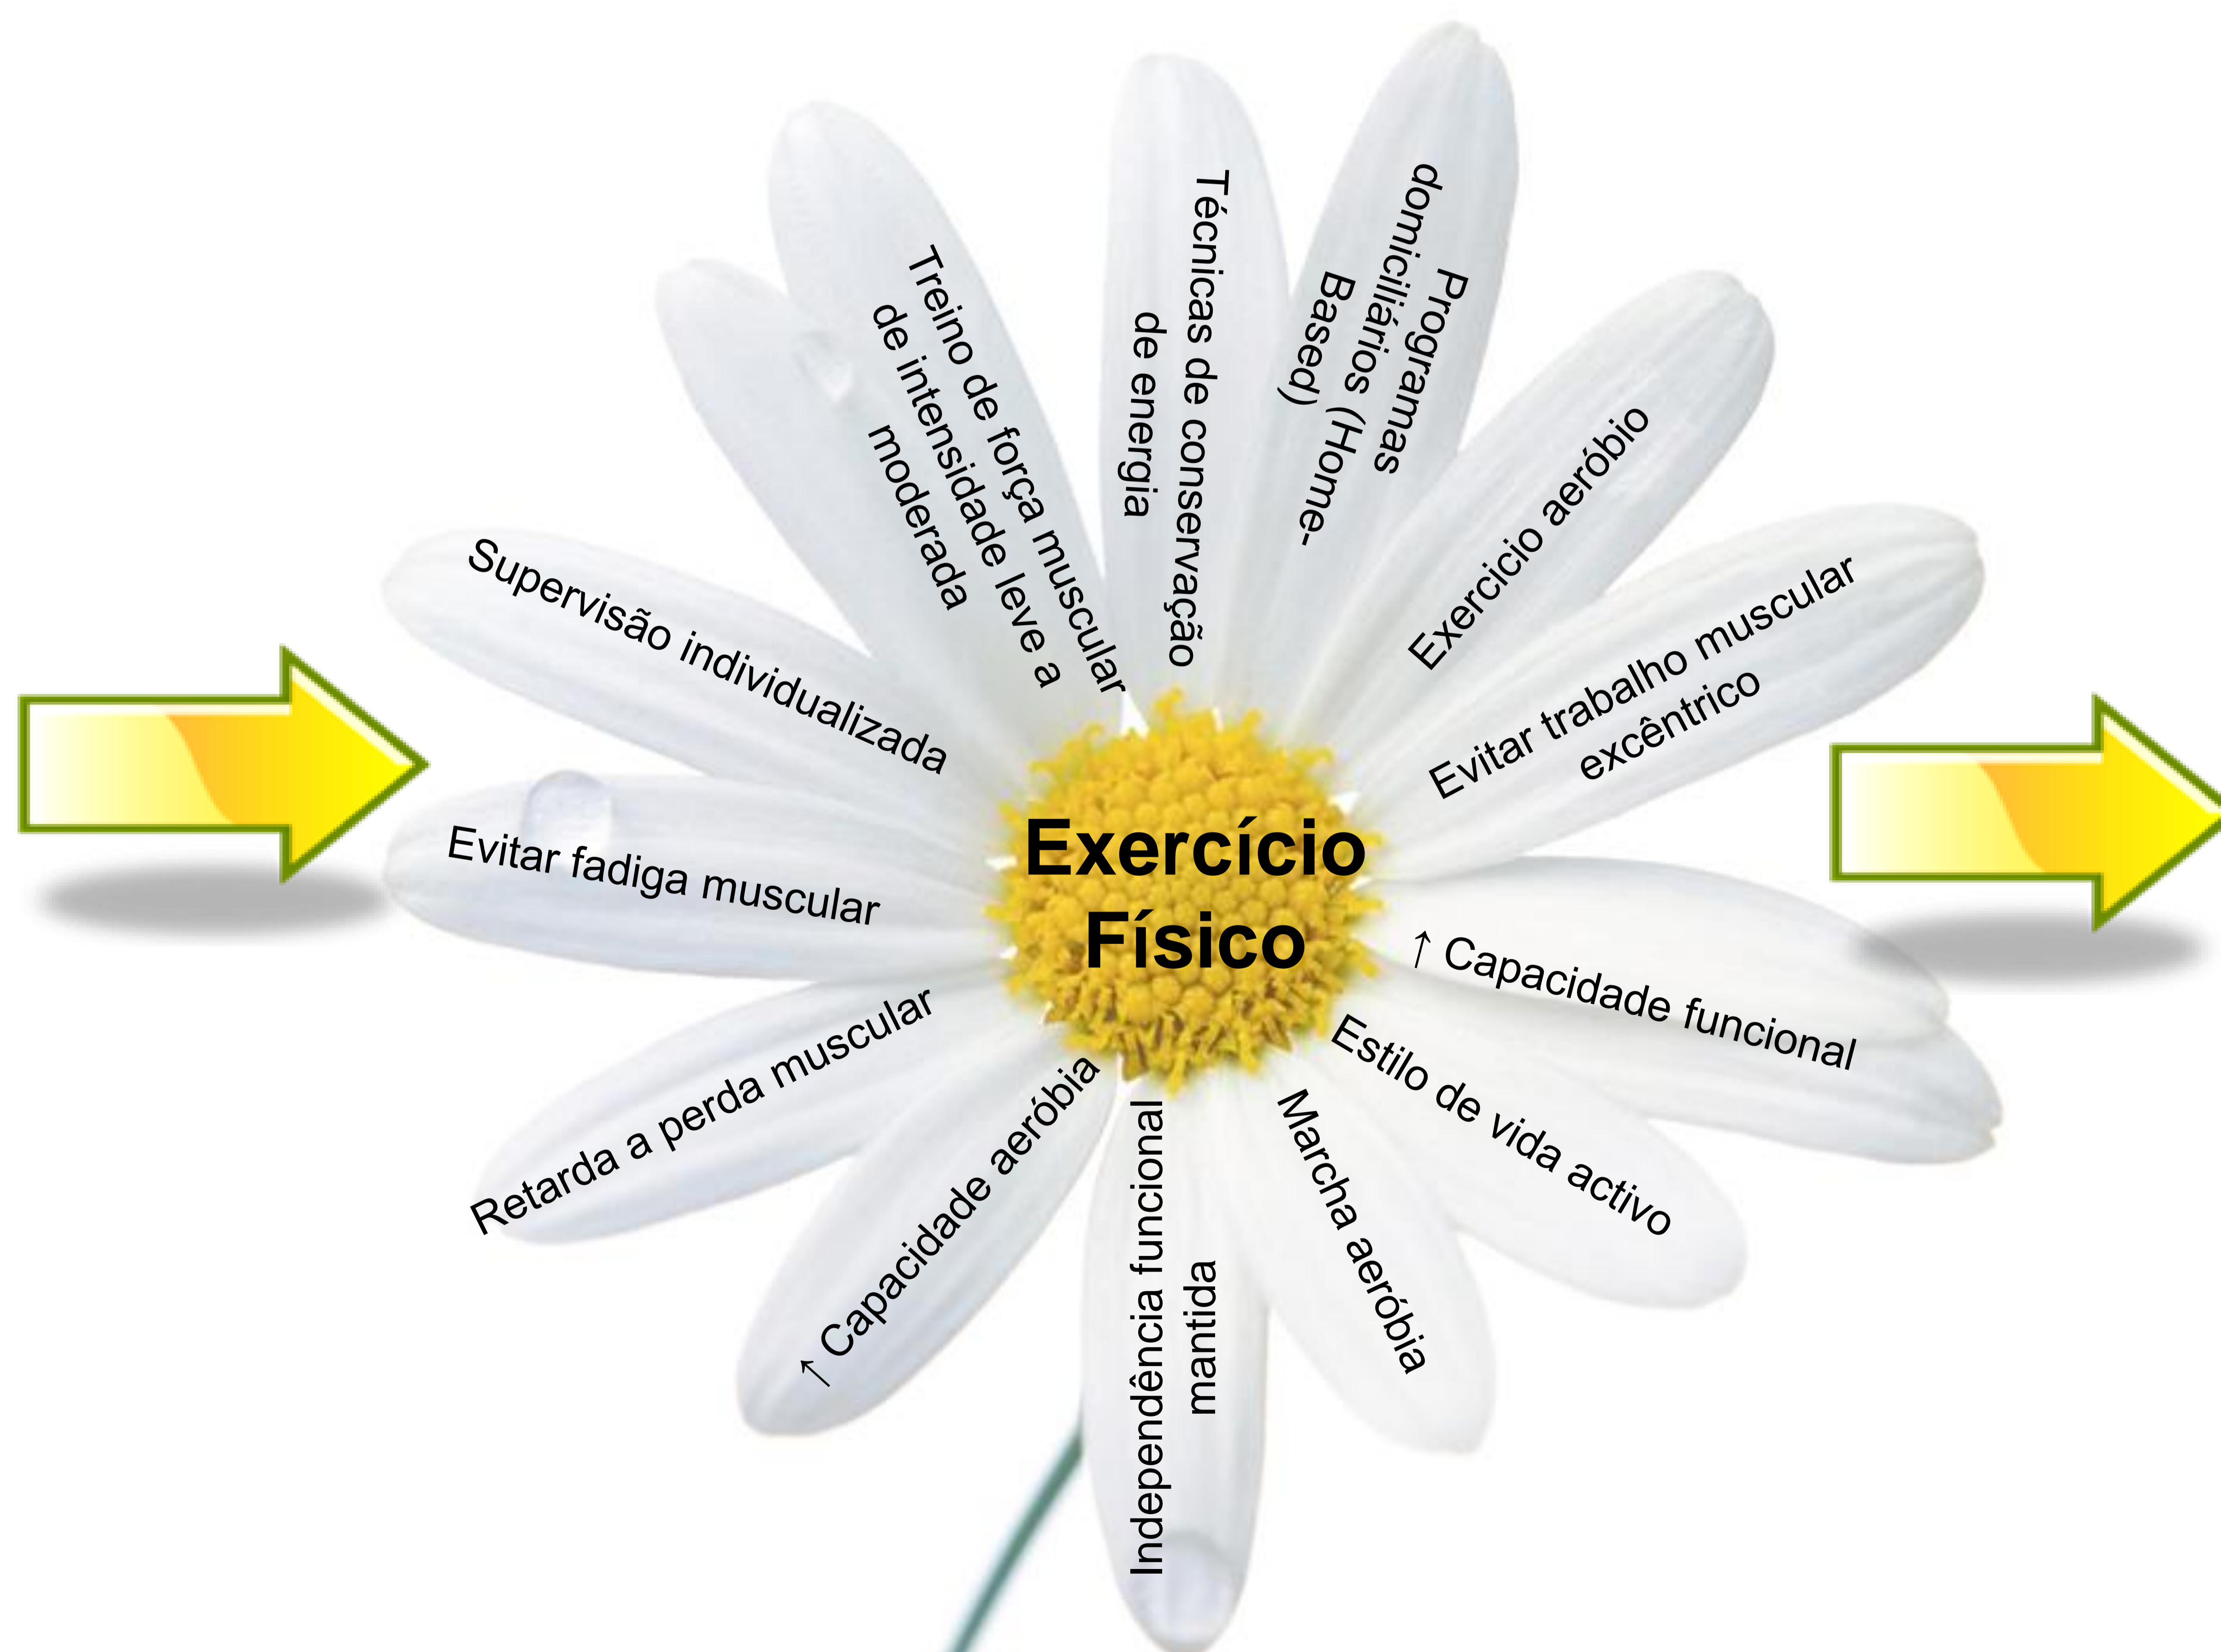 Treino de força muscular
de intensidade leve a
moderada
Técnicas de conservação
de energia
Programas
domiciliários (Home-
Based)
Exercicio aeróbio
Evitar trabalho muscular
excêntrico
Supervisão individualizada
Evitar fadiga muscular
Exercício
Físico
↑ Capacidade funcional
Estilo de vida activo
Marcha aeróbia
Independência funcional
mantida
↑ Capacidade aeróbia
Retarda a perda muscular